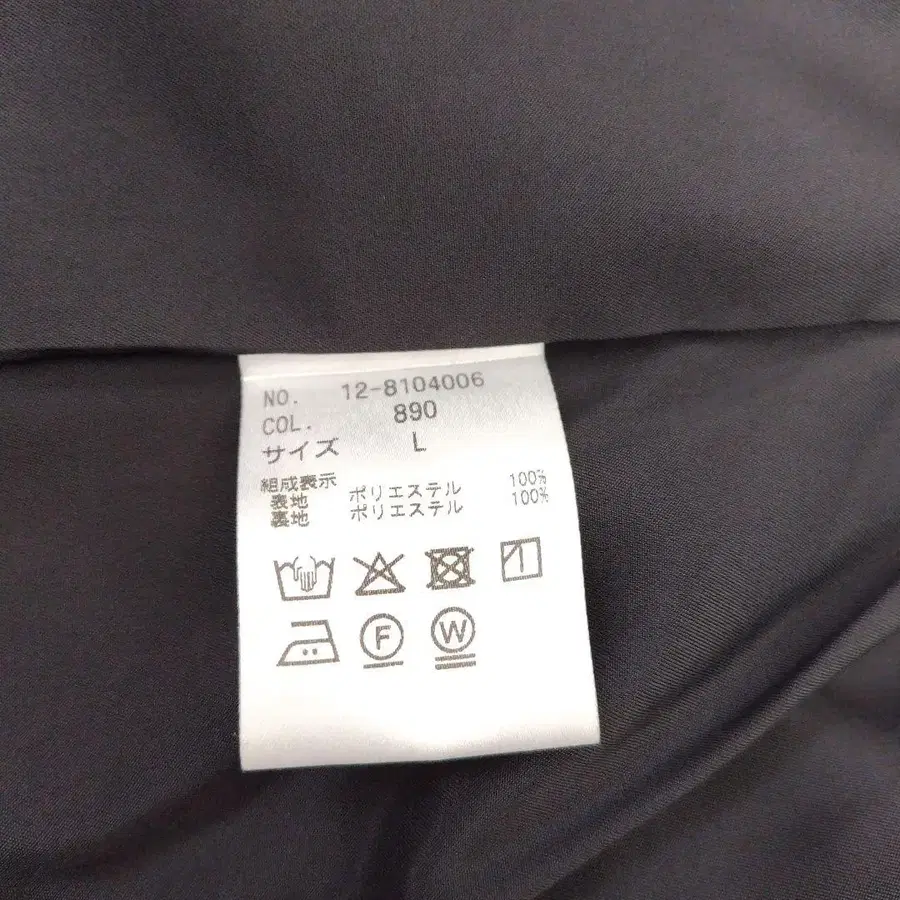 NO. 12-8104006
COL. 890
サイズ L
組成表示
表地 ポリエステル 100%
裏地 ポリエステル 100%
F W